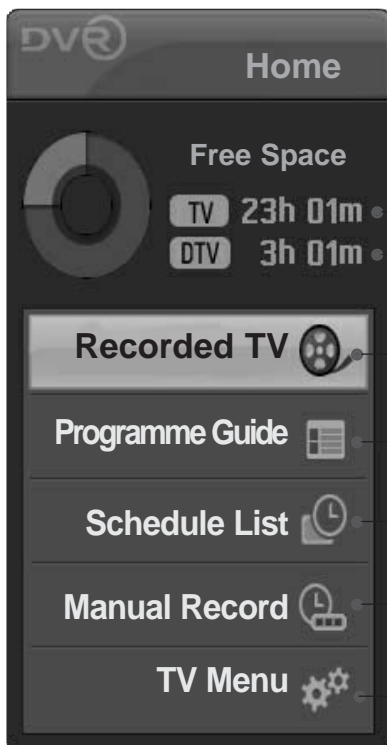 DVR
Home
Free Space
TV 23h 01m
DTV 3h 01m
Recorded TV
Programme Guide
Schedule List
Manual Record
TV Menu